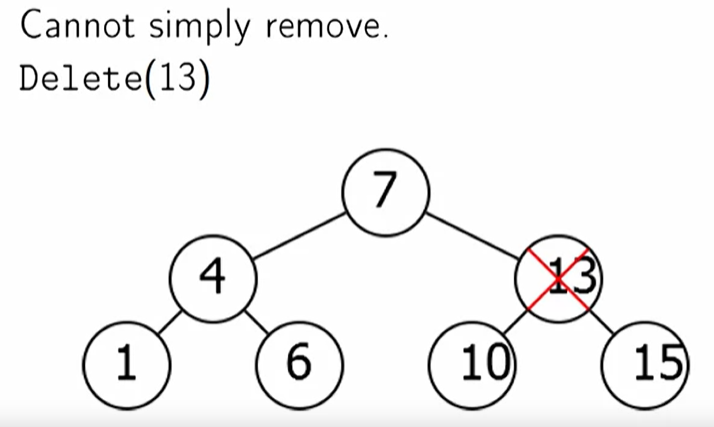 Cannot simply remove.
Delete(13)
7
4 13
1 6 10 15